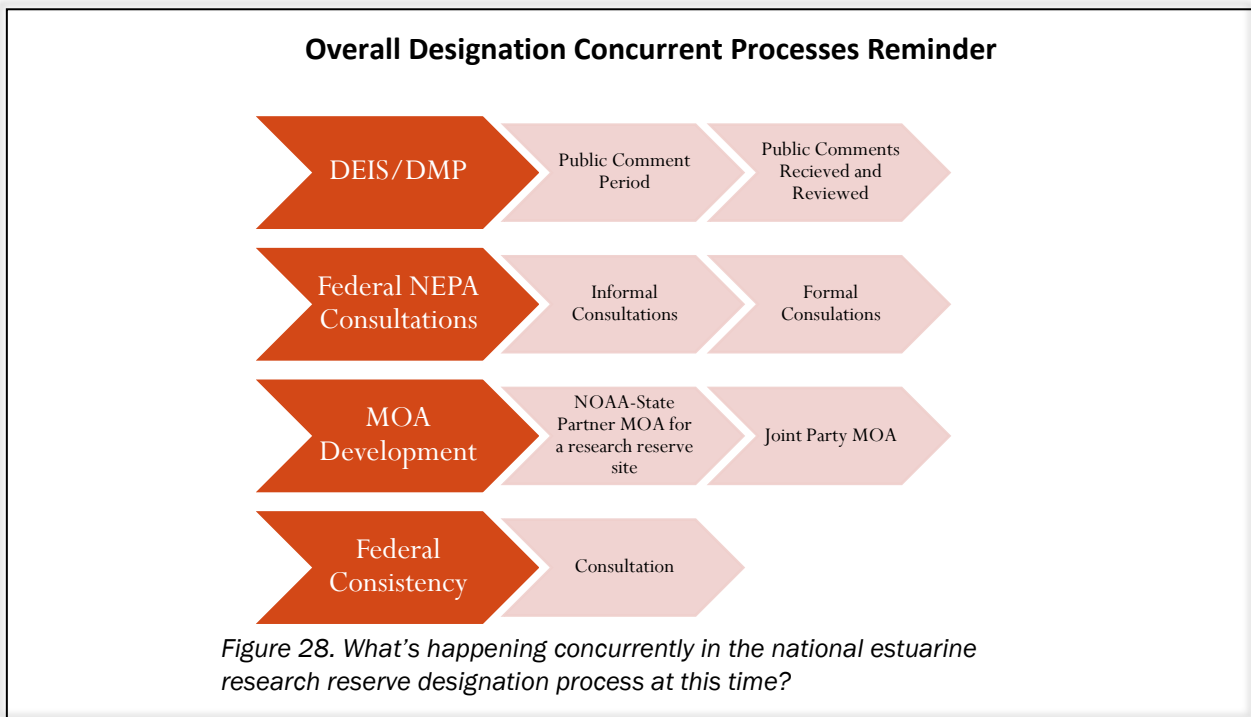 Overall Designation Concurrent Processes Reminder
DEIS/DMP
Public Comment
Period
Public Comments
Recieved and
Reviewed
Federal NEPA
Consultations
Informal
Consultations
Formal
Consulations
MOA
Development
NOAA-State
Partner MOA for
a research reserve
site
Joint Party MOA
Federal
Consistency
Consultation
Figure 28. What's happening concurrently in the national estuarine
research reserve designation process at this time?